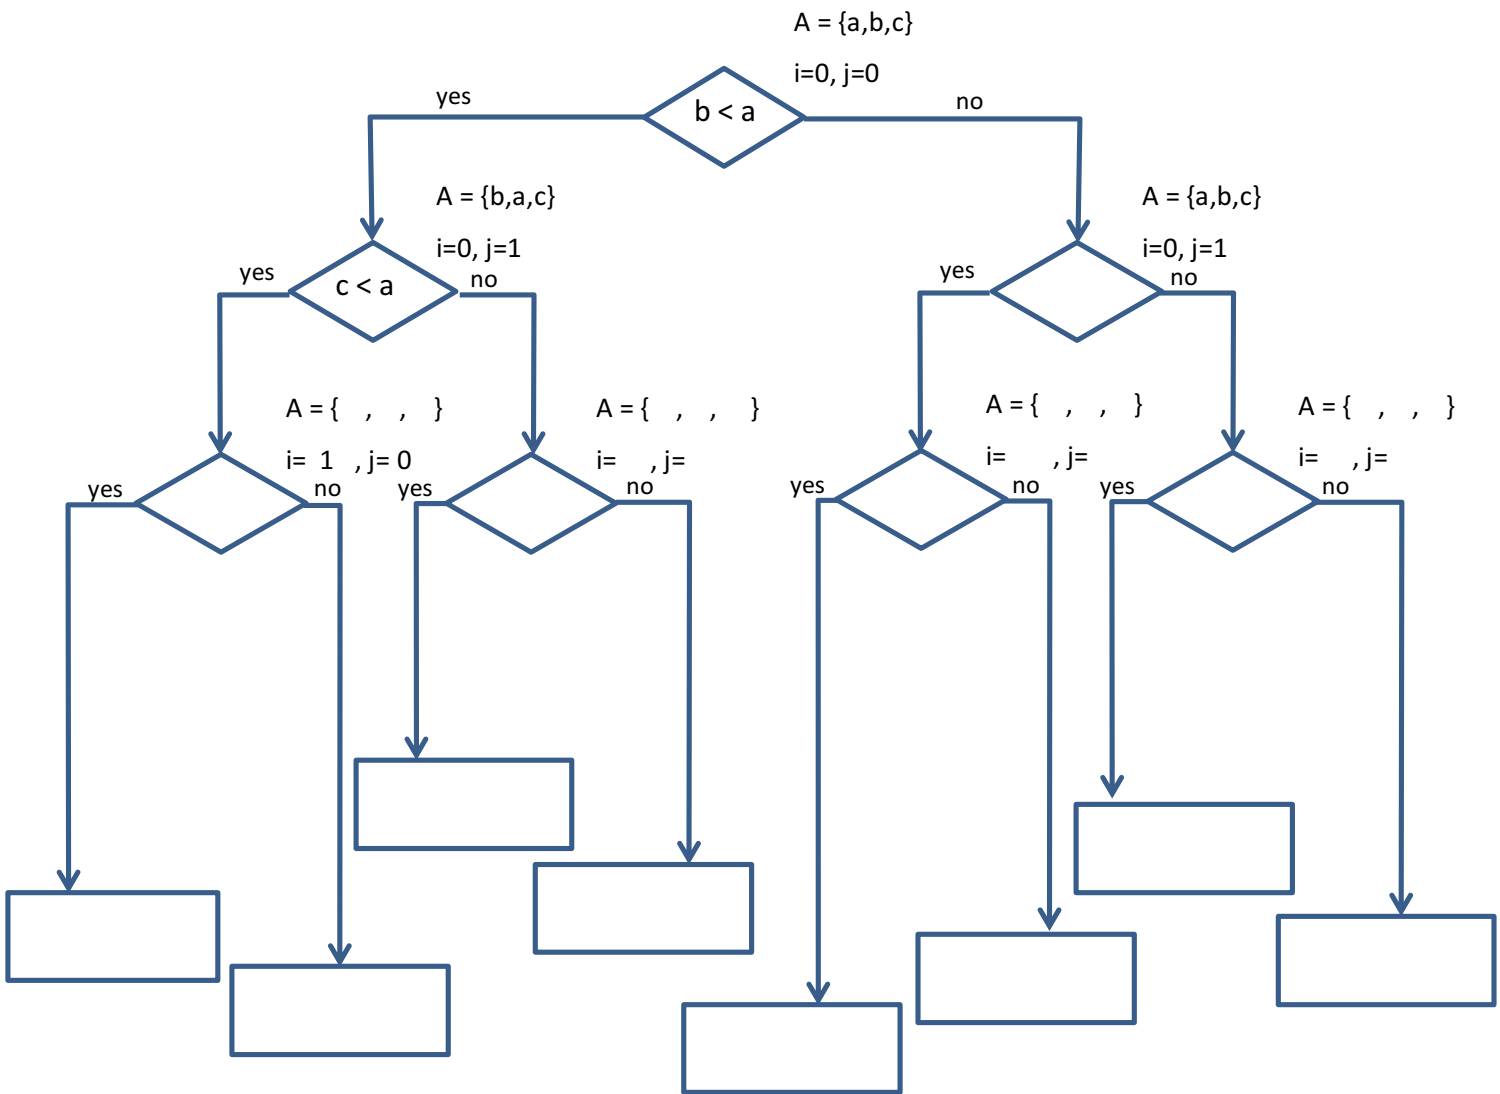 A = {a,b,c}
i=0, j=0
yes
b < a
no
A = {b,a,c}
A = {a,b,c}
i=0, j=1
i=0, j=1
yes
c < a
no
yes
no
A = { , , }
A = { , , }
A = { , , }
A = { , , }
i= 1 , j= 0
i= , j=
i= , j=
i= , j=
yes
no
yes
no
yes
no
yes
no